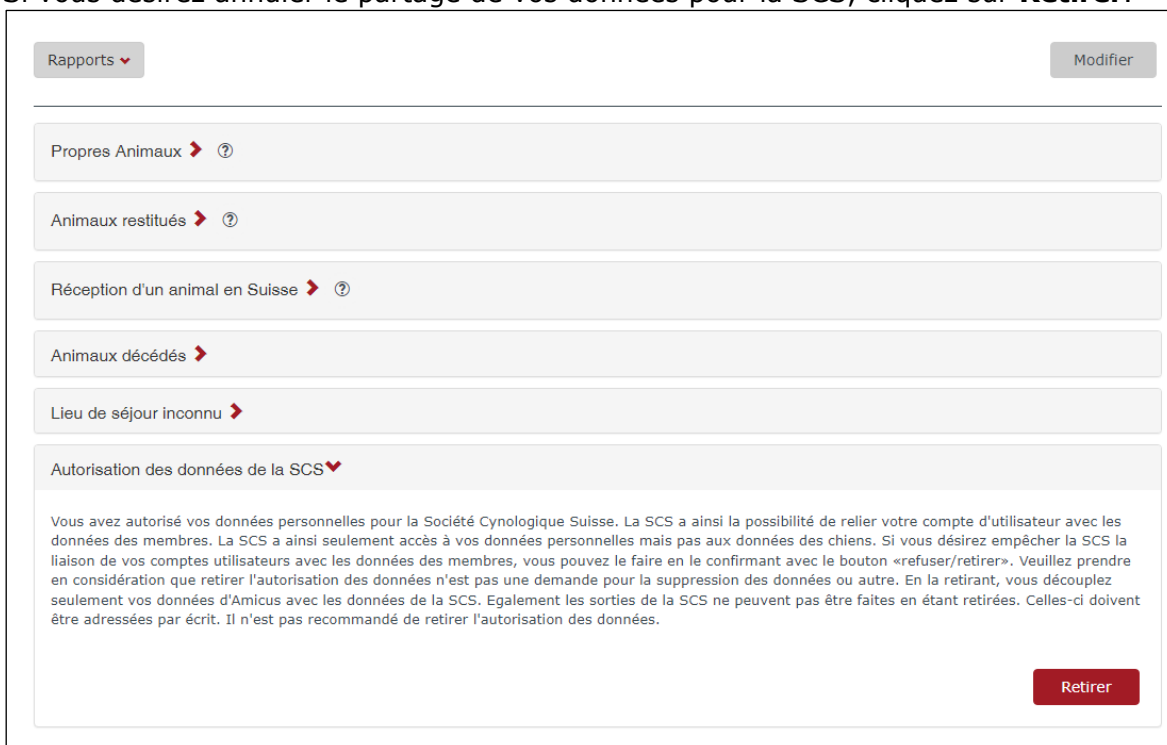 Si vous désirez annuler le partage de vos données pour la SCS, cliquez sur Retirer.
Rapports
Modifier
Propres Animaux
Animaux restitués
Réception d'un animal en Suisse
Animaux décédés
Lieu de séjour inconnu
Autorisation des données de la SCS
Vous avez autorisé vos données personnelles pour la Société Cynologique Suisse. La SCS a ainsi la possibilité de relier votre compte d'utilisateur avec les
données des membres. La SCS a ainsi seulement accès à vos données personnelles mais pas aux données des chiens. Si vous désirez empêcher la SCS la
liaison de vos comptes utilisateurs avec les données des membres, vous pouvez le faire en le confirmant avec le bouton «refuser/retirer». Veuillez prendre
en considération que retirer l'autorisation des données n'est pas une demande pour la suppression des données ou autre. En la retirant, vous découplez
seulement vos données d'Amicus avec les données de la SCS. Egalement les sorties de la SCS ne peuvent pas être faites en étant retirées. Celles-ci doivent
être adressées par écrit. Il n'est pas recommandé de retirer l'autorisation des données.
Retirer